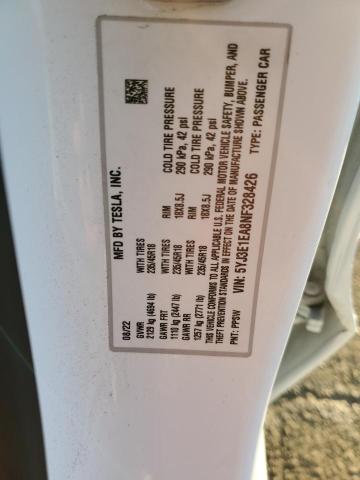 MFD BY TESLA, INC.
08/22
GVWR
2129 kg (4694 LB)
GAWR FRT WITH TIRES RIM COLD TIRE PRESSURE
1110 kg (2447 LB) 235/45R18 18X8.5J 290 kPa, 42 psi
GAWR RR WITH TIRES RIM COLD TIRE PRESSURE
1257 kg (2771 LB) 235/45R18 18X8.5J 290 kPa, 42 psi
THIS VEHICLE CONFORMS TO ALL APPLICABLE U.S. FEDERAL MOTOR VEHICLE SAFETY, BUMPER, AND
THEFT PREVENTION STANDARDS IN EFFECT ON THE DATE OF MANUFACTURE SHOWN ABOVE.
PNT: PPSW VIN: 5YJ3E1EA8NF328426 TYPE: PASSENGER CAR